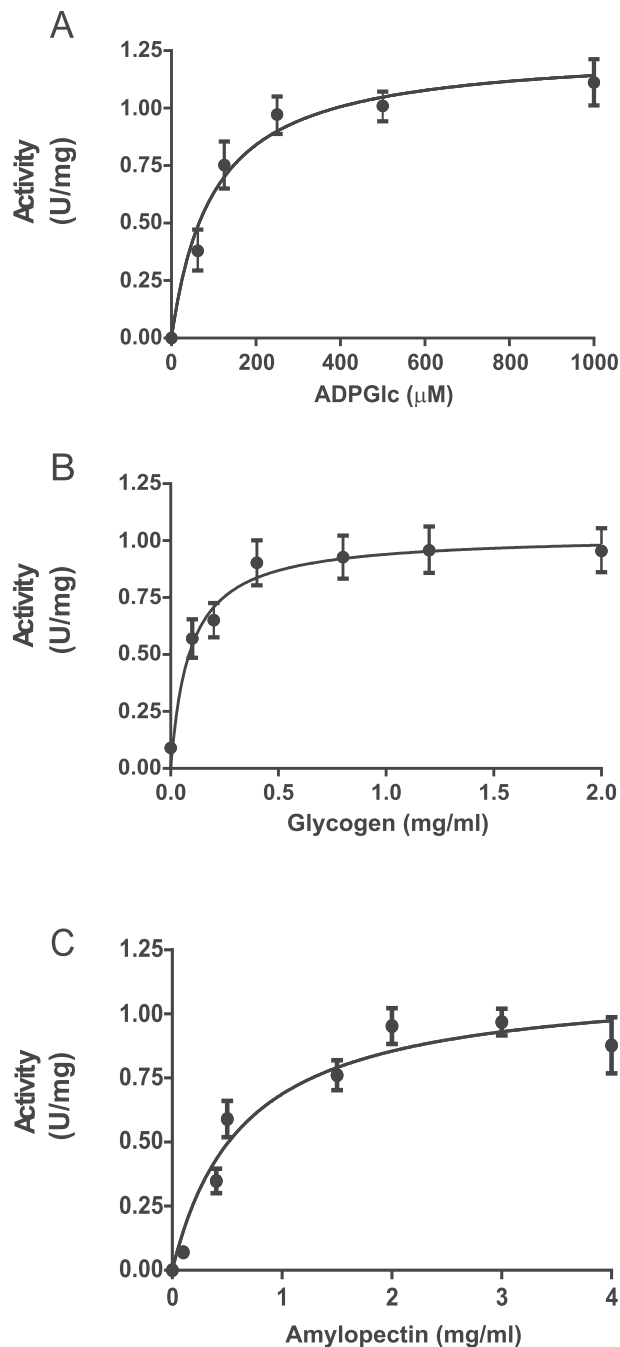 A
1.25
1.00
0.75
0.50
0.25
0.00
Activity
(U/mg)
0 200 400 600 800 1000
ADPGlc (μM)
B
1.25
1.00
0.75
0.50
0.25
0.00
Activity
(U/mg)
0.0 0.5 1.0 1.5 2.0
Glycogen (mg/ml)
C
1.25
1.00
0.75
0.50
0.25
0.00
Activity
(U/mg)
0 1 2 3 4
Amylopectin (mg/ml)